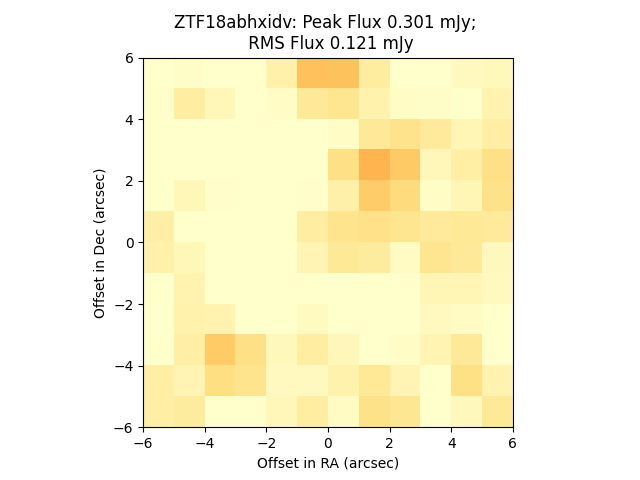 ZTF18abhxidv: Peak Flux 0.301 mJy;
RMS Flux 0.121 mJy
6
4
2
0
−2
−4
−6
Offset in Dec (arcsec)
−6 −4 −2 0 2 4 6
Offset in RA (arcsec)